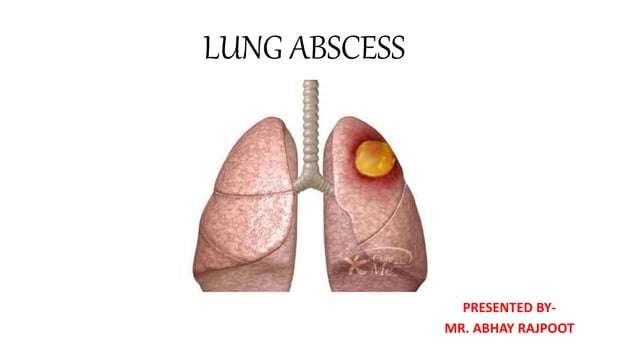 LUNG ABSCESS
PRESENTED BY-
MR. ABHAY RAJPOOT